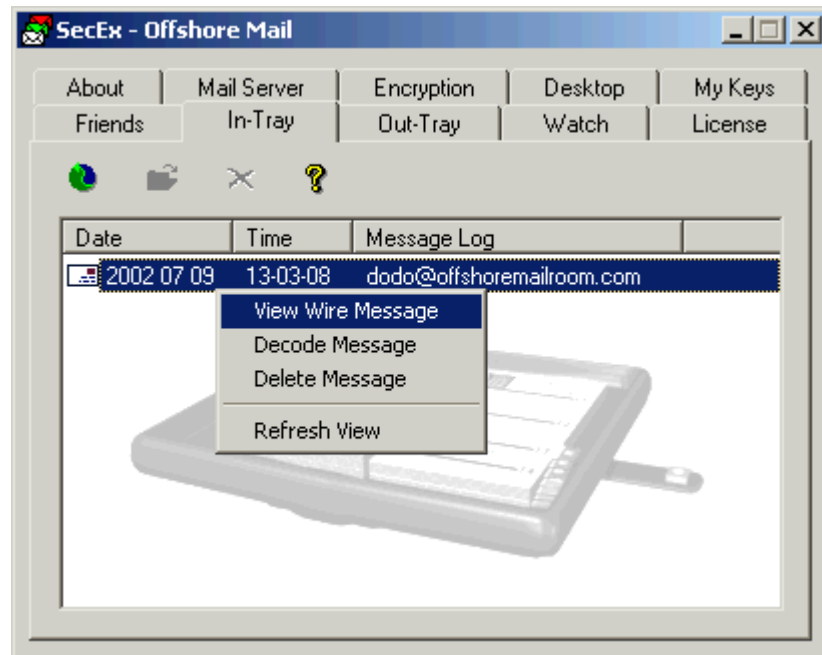 SecEx - Offshore Mail
About Mail Server Encryption Desktop My Keys
Friends In-Tray Out-Tray Watch License
Date Time Message Log
2002 07 09 13-03-08 dodo@offshoremailroom.com
View Wire Message
Decode Message
Delete Message
Refresh View